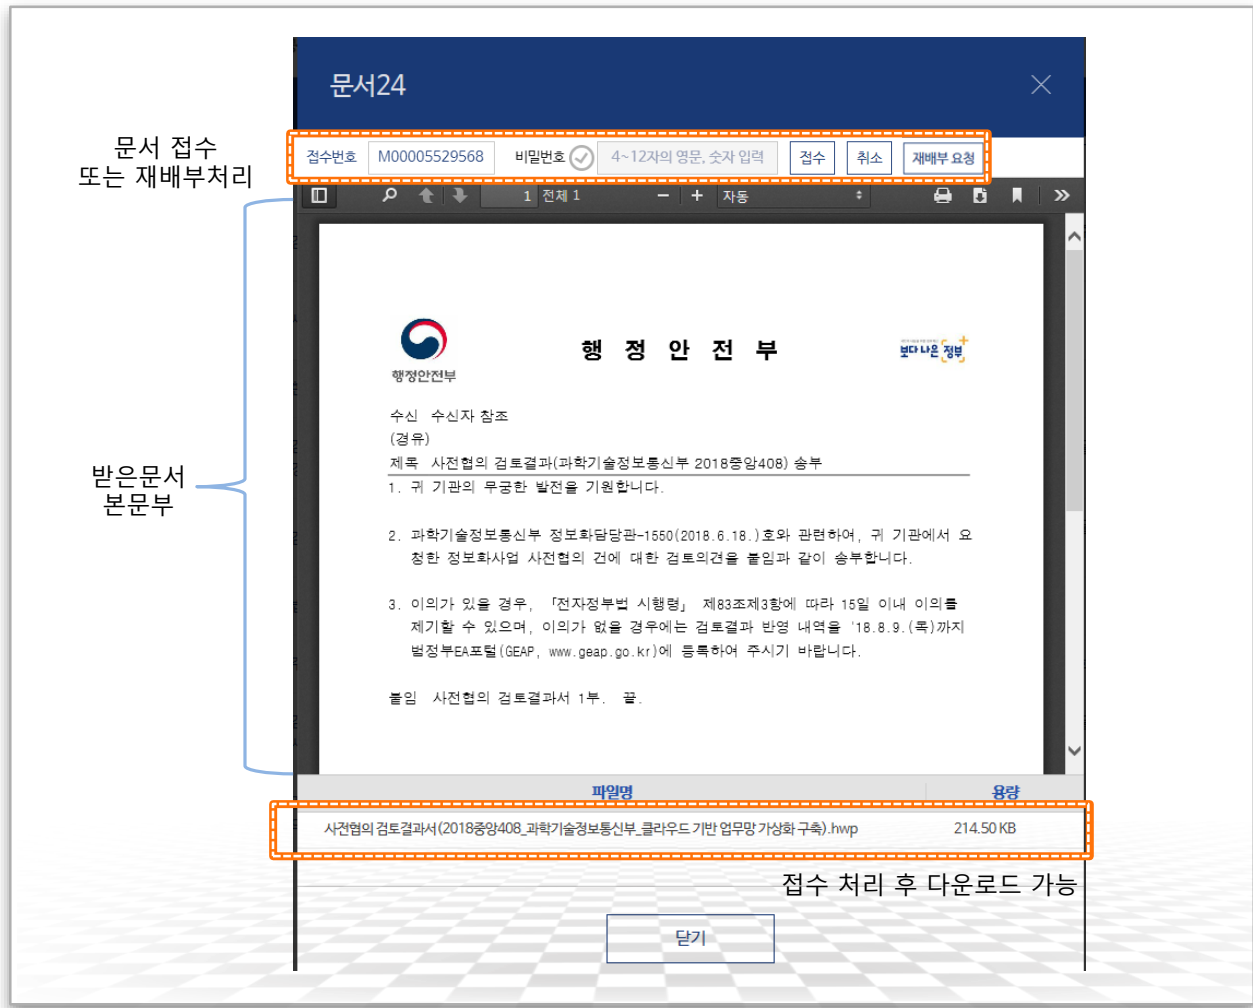 문서24
문서 접수
또는 재배부처리
접수번호 M00005529568 비밀번호 4~12자의 영문, 숫자 입력 접수 취소 재배부 요청
1 전체 1 자동
행정안전부
행 정 안 전 부
보다 나은 정부
수신 수신자 참조
(경유)
제목 사전협의 검토결과(과학기술정보통신부 2018중앙408) 송부
1. 귀 기관의 무궁한 발전을 기원합니다.
2. 과학기술정보통신부 정보화담당관-1550(2018.6.18.)호와 관련하여, 귀 기관에서 요
청한 정보화사업 사전협의 건에 대한 검토의견을 붙임과 같이 송부합니다.
3. 이의가 있을 경우, 「전자정부법 시행령」 제83조제3항에 따라 15일 이내 이의를
제기할 수 있으며, 이의가 없을 경우에는 검토결과 반영 내역을 '18.8.9.(목)까지
범정부EA포털(GEAP, www.geap.go.kr)에 등록하여 주시기 바랍니다.
붙임 사전협의 검토결과서 1부. 끝.
받은문서
본문부
파일명 용량
사전협의 검토결과서(2018중앙408_과학기술정보통신부_클라우드 기반 업무망 가상화 구축).hwp 214.50 KB
접수 처리 후 다운로드 가능
닫기